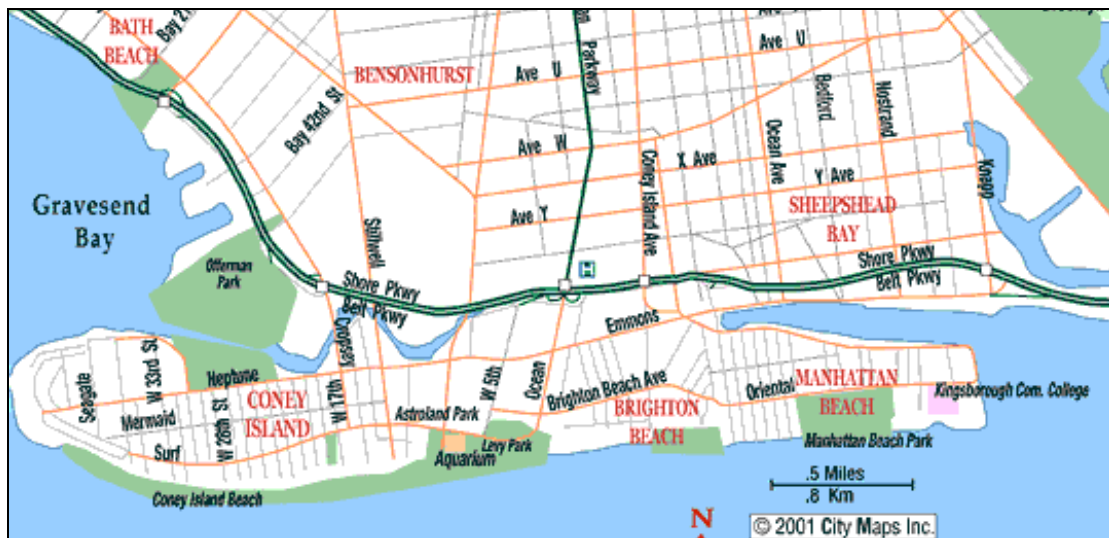 BATH
BEACH
Bay 2
Parkway
Ave U
BENSONHURST
Ave U
Bay 42nd St
Bedford
Nostrand
Ave W
Coney Island Ave
X Ave
Ocean Ave
Y Ave
Knapp
Gravesend
Bay
Ave Y
SHEEPSHEAD
BAY
Stillwell
Offerman
Park
H
Shore Pkwy
Belt Pkwy
Shore Pkwy
Belt Pkwy
Cropsey
Emmons
Seagate
W 33rd St.
Neptune
W 17th
W 5th
Ocean
Brighton Beach Ave
Oriental
MANHATTAN
BEACH
Kingsborough Com. College
Mermaid
W 28th St
CONEY
ISLAND
Astroland Park
BRIGHTON
BEACH
Surf
Aquarium
Levy Park
Manhattan Beach Park
Coney Island Beach
.5 Miles
.8 Km
N
© 2001 City Maps Inc.